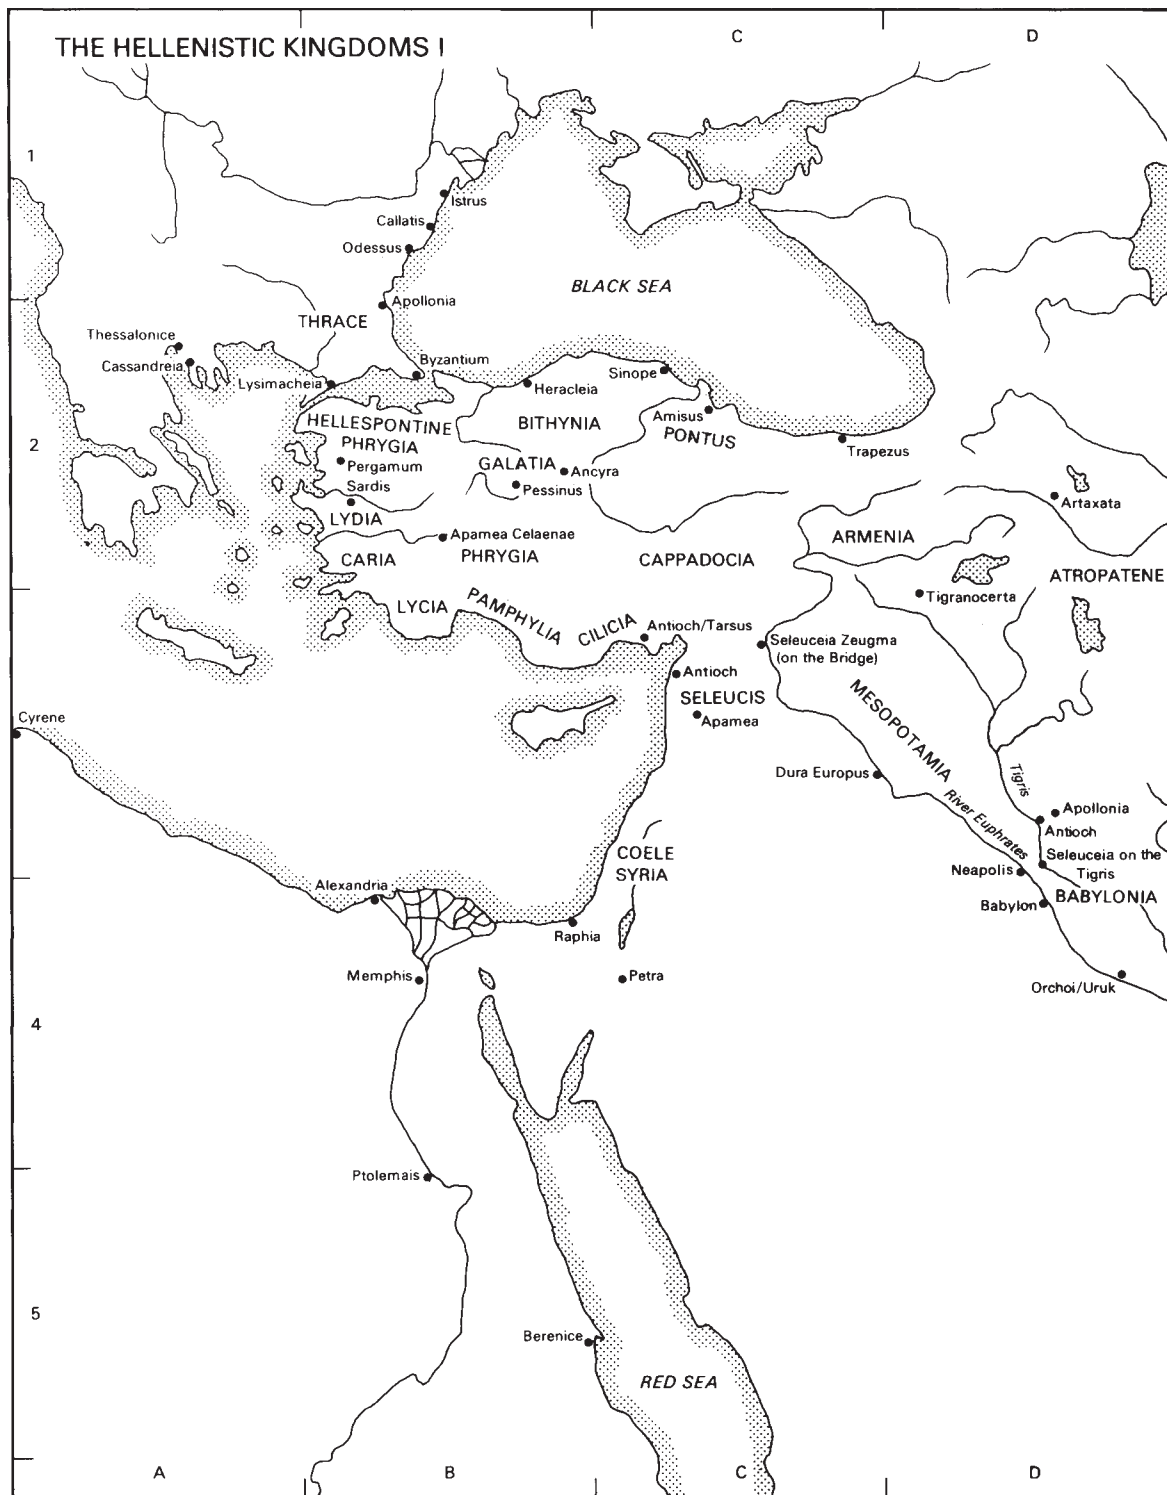 THE HELLENISTIC KINGDOMS I
C
D
1
Istrus
Callatis
Odessus
BLACK SEA
Apollonia
THRACE
Thessalonice
Cassandreia
Byzantium
Lysimacheia
Heracleia
Sinope
Amisus
HELLESPONTINE
PHRYGIA
BITHYNIA
PONTUS
2
Trapezus
Pergamum
GALATIA
Ancyra
Sardis
Pessinus
Artaxata
LYDIA
Apamea Celaenae
ARMENIA
CARIA
PHRYGIA
CAPPADOCIA
ATROPATENE
Tigranocerta
LYCIA
PAMPHYLIA
CILICIA
Antioch/Tarsus
Seleuceia Zeugma
(on the Bridge)
Antioch
SELEUCIS
Apamea
MESOPOTAMIA
Cyrene
Dura Europus
Tigris
River Euphrates
Apollonia
Antioch
COELE
SYRIA
Seleuceia on the
Tigris
Neapolis
Alexandria
Babylon
BABYLONIA
Raphia
Memphis
Petra
Orchoi/Uruk
4
Ptolemais
5
Berenice
RED SEA
A
B
C
D